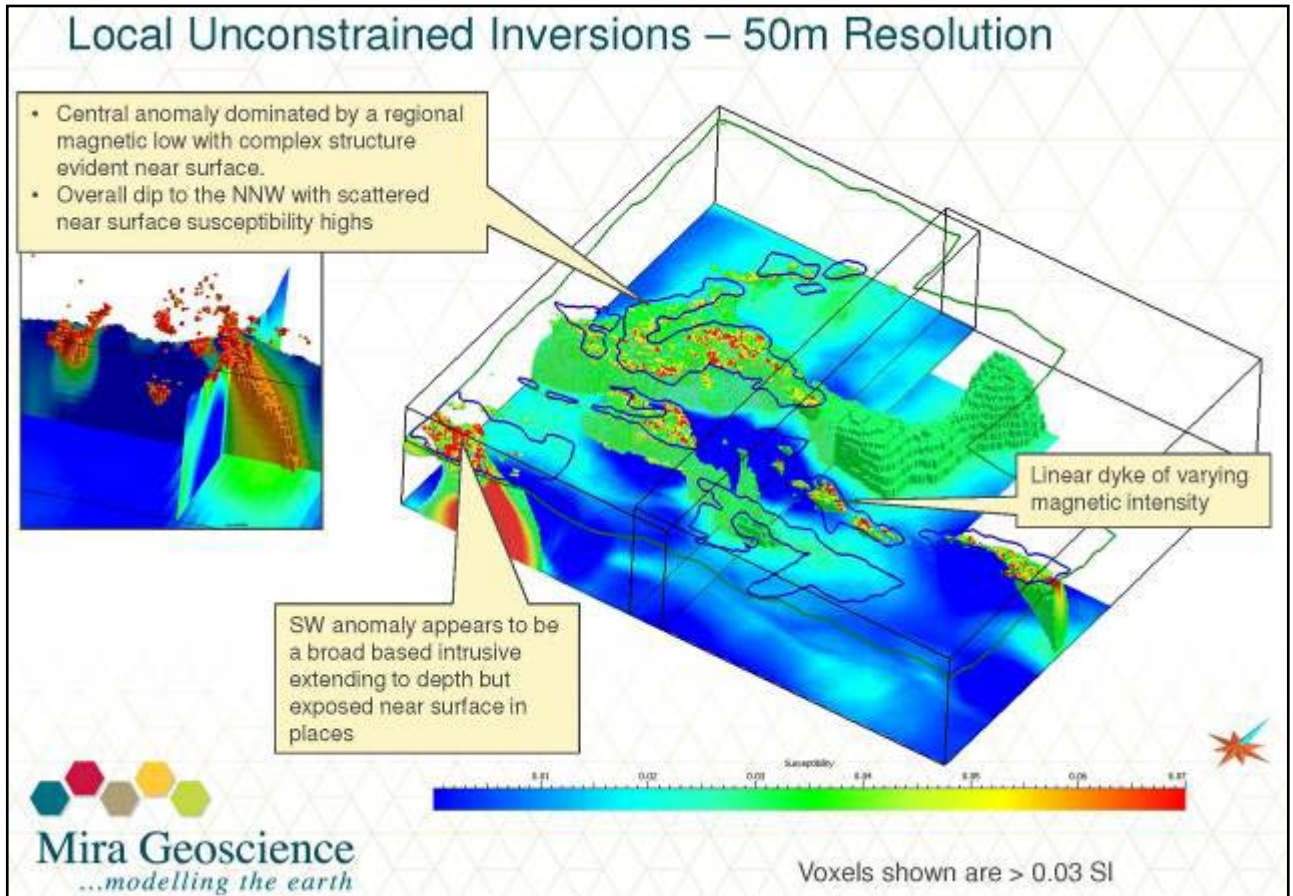 Local Unconstrained Inversions – 50m Resolution
• Central anomaly dominated by a regional
magnetic low with complex structure
evident near surface.
• Overall dip to the NNW with scattered
near surface susceptibility highs
Linear dyke of varying
magnetic intensity
SW anomaly appears to be
a broad based intrusive
extending to depth but
exposed near surface in
places
Susceptibility
0.01 0.02 0.03 0.04 0.05 0.06 0.07
Mira Geoscience
...modelling the earth
Voxels shown are > 0.03 SI